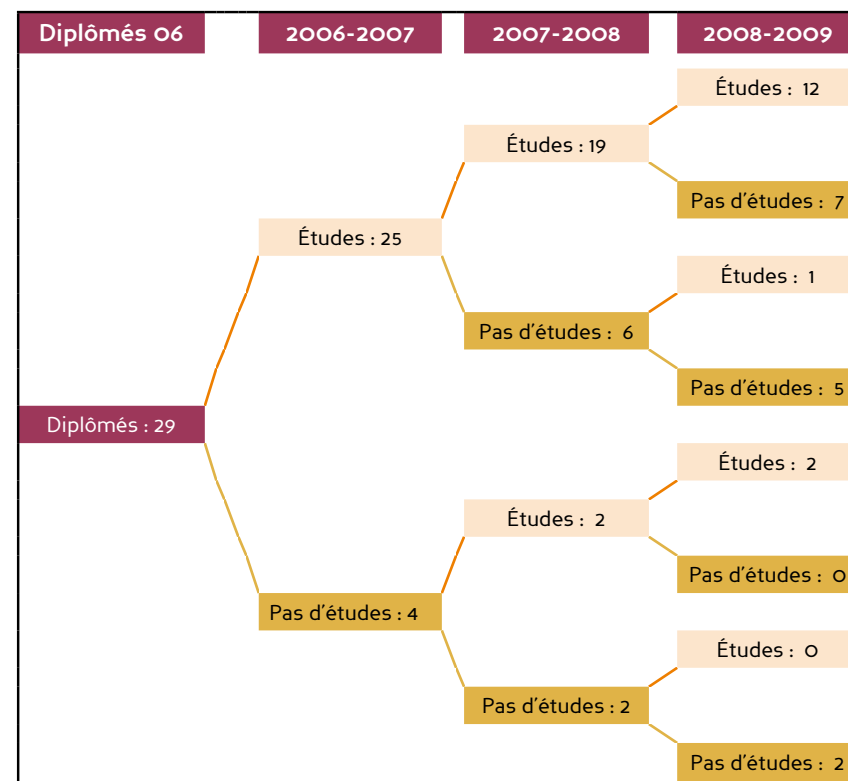 Diplômés 06 2006-2007 2007-2008 2008-2009
Études : 12
Études : 19
Pas d'études : 7
Études : 25
Études : 1
Pas d'études : 6
Pas d'études : 5
Diplômés : 29
Études : 2
Études : 2
Pas d'études : 0
Pas d'études : 4
Études : 0
Pas d'études : 2
Pas d'études : 2